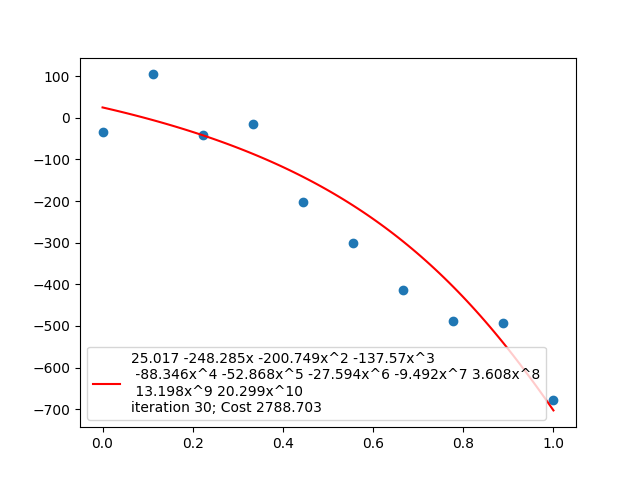 100
0
−100
−200
−300
−400
−500
−600
−700
25.017 -248.285x -200.749x^2 -137.57x^3
-88.346x^4 -52.868x^5 -27.594x^6 -9.492x^7 3.608x^8
13.198x^9 20.299x^10
iteration 30; Cost 2788.703
0.0 0.2 0.4 0.6 0.8 1.0